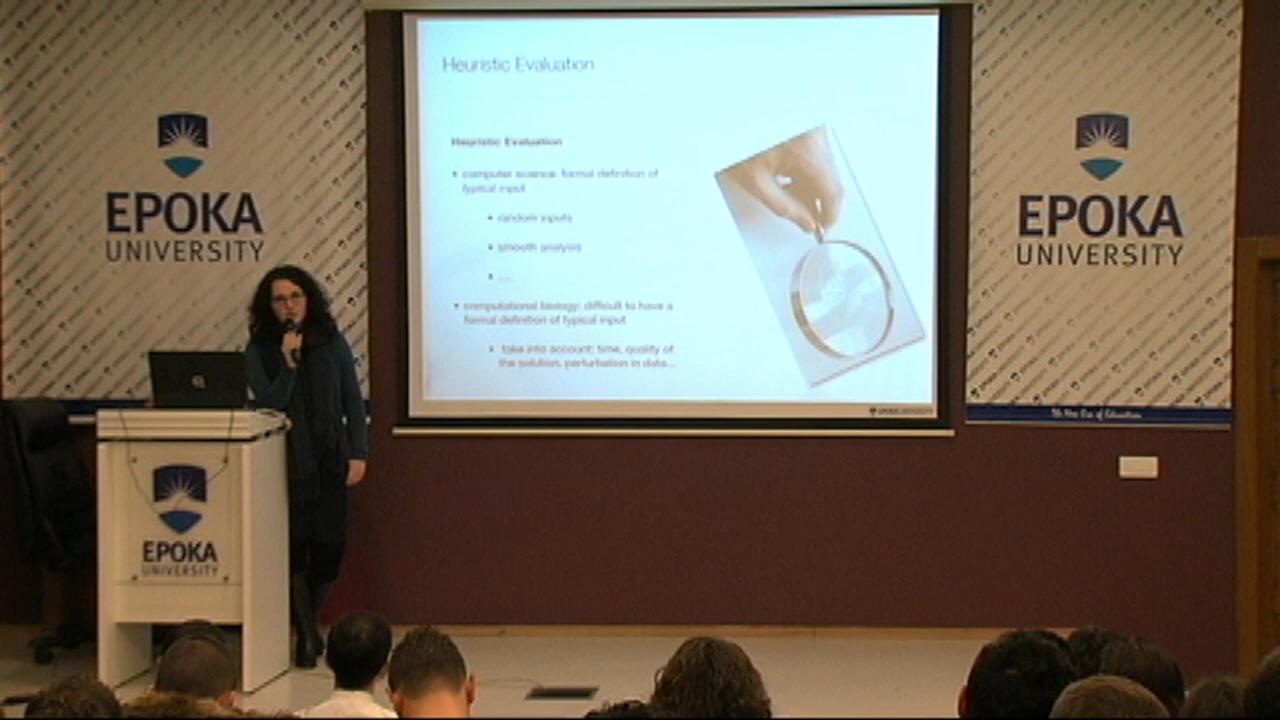 EPOKA
UNIVERSITY
Heuristic Evaluation
Heuristic Evaluation
• computer science: formal definition of
typical input
• random inputs
• smooth analysis
• ...
• computational biology: difficult to have a
formal definition of typical input
• take into account: time, quality of
the solution, perturbation in data...
EPOKA UNIVERSITY
EPOKA
UNIVERSITY
EPOKA
UNIVERSITY